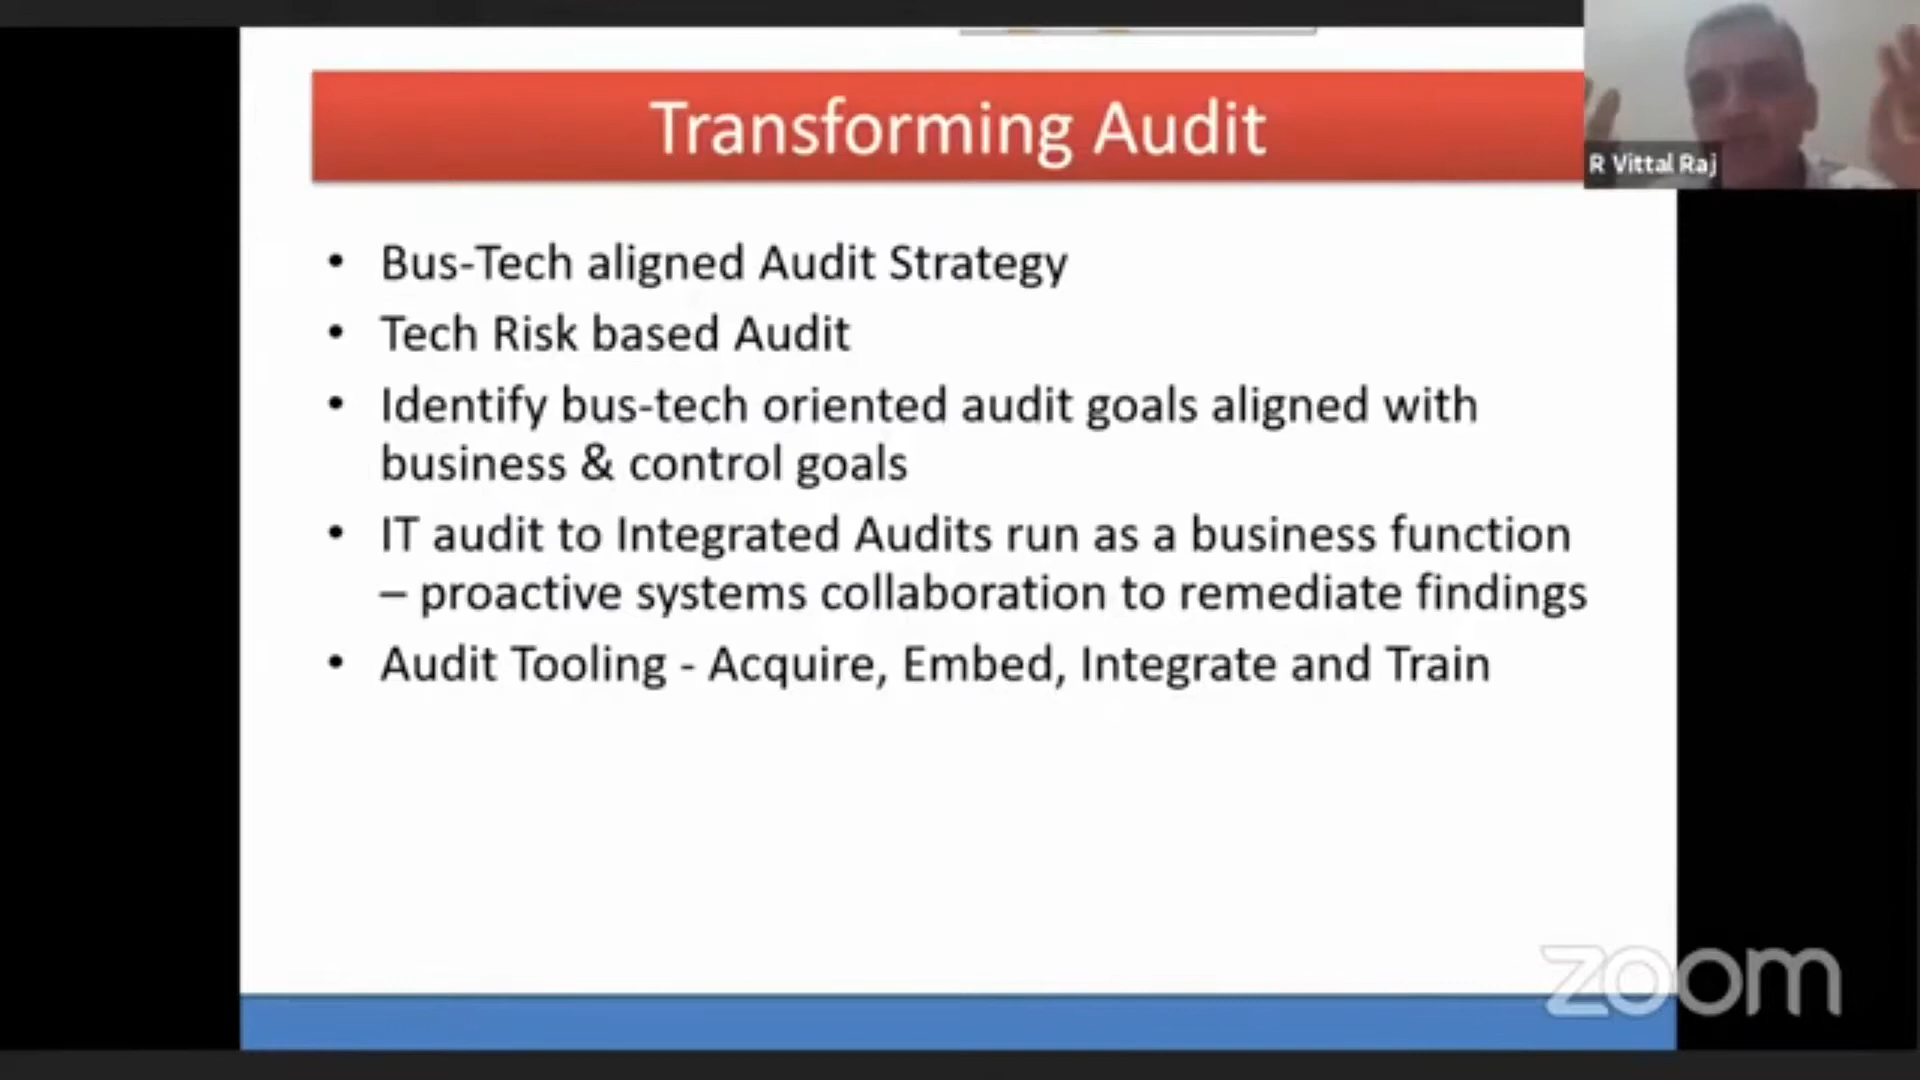 Transforming Audit
R Vittal Raj
• Bus-Tech aligned Audit Strategy
• Tech Risk based Audit
• Identify bus-tech oriented audit goals aligned with
business & control goals
• IT audit to Integrated Audits run as a business function
– proactive systems collaboration to remediate findings
• Audit Tooling - Acquire, Embed, Integrate and Train
zoom